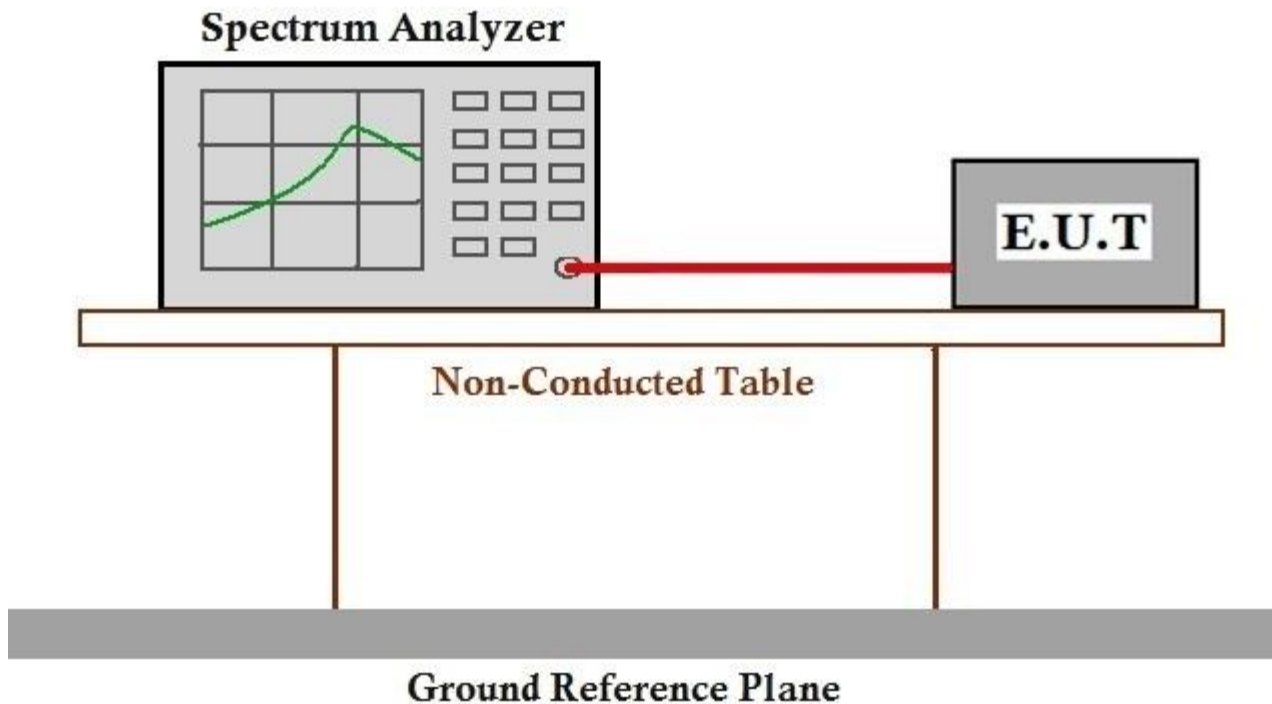 Spectrum Analyzer
E.U.T
Non-Conducted Table
Ground Reference Plane